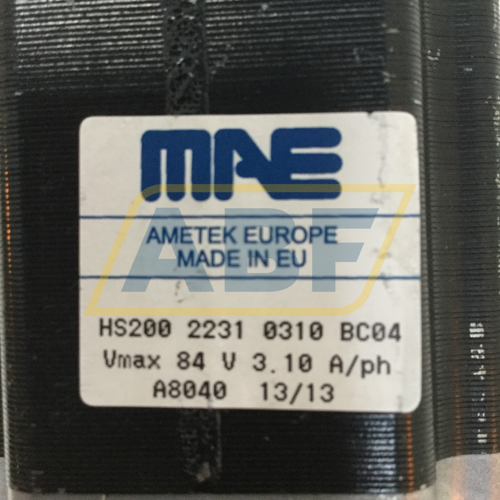 MAE
AMETEK EUROPE
MADE IN EU
ABF
HS200 2231 0310 BC04
Vmax 84 V 3.10 A/ph
A8040 13/13